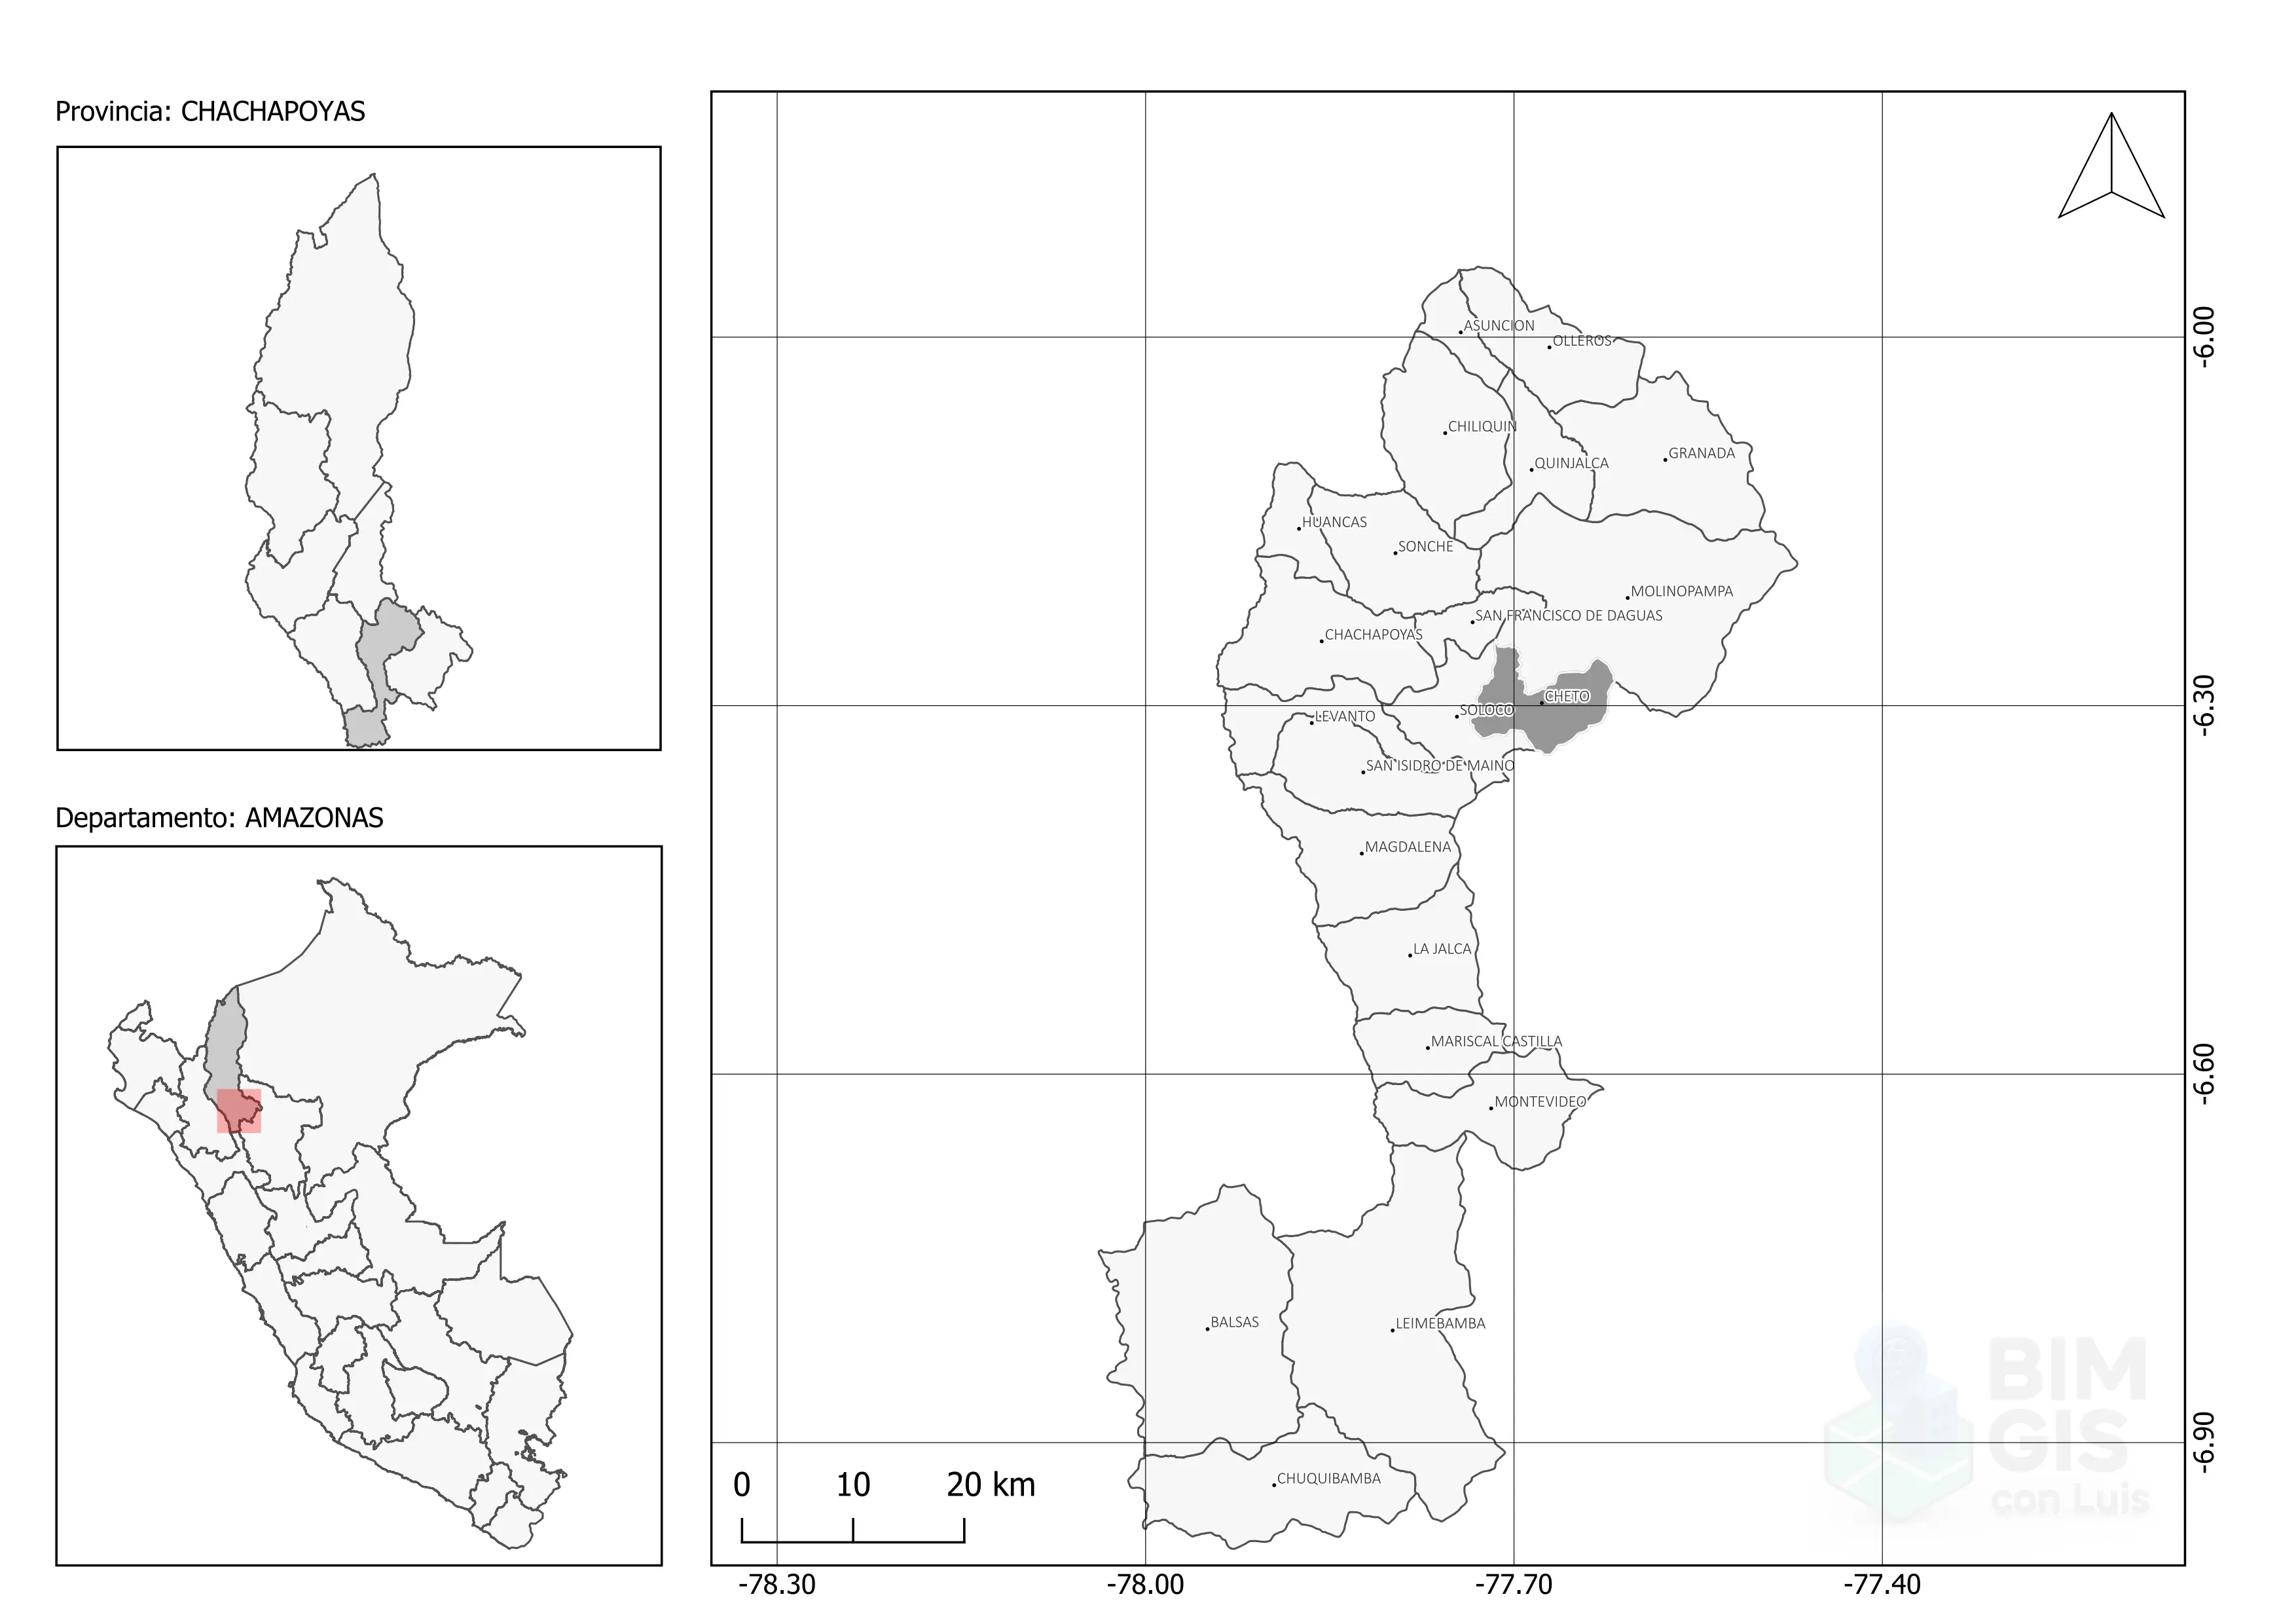 Provincia: CHACHAPOYAS
Departamento: AMAZONAS
ASUNCION
OLLEROS
CHILIQUIN
QUINJALCA
GRANADA
HUANCAS
SONCHE
MOLINOPAMPA
SAN FRANCISCO DE DAGUAS
CHACHAPOYAS
CHETO
SOLOCO
LEVANTO
SAN ISIDRO DE MAINO
MAGDALENA
LA JALCA
MARISCAL CASTILLA
MONTEVIDEO
BALSAS
LEIMEBAMBA
CHUQUIBAMBA
0 10 20 km
-78.30 -78.00 -77.70 -77.40
-6.00
-6.30
-6.60
-6.90
BIM
GIS
con Luis